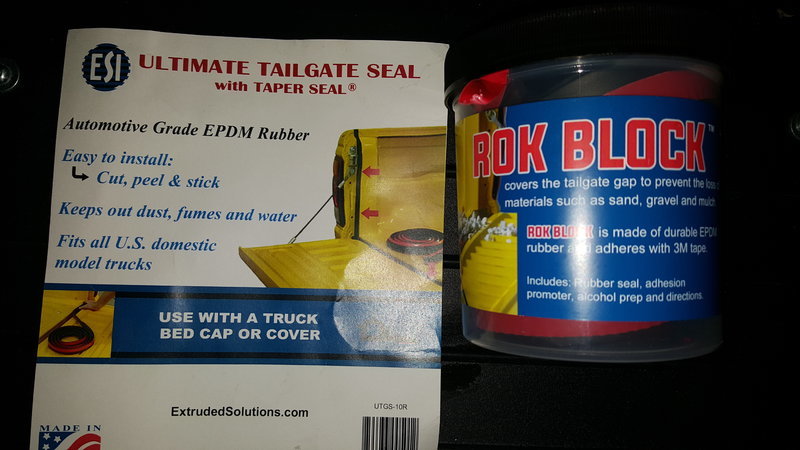 ESI
ULTIMATE TAILGATE SEAL
with TAPER SEAL®
Automotive Grade EPDM Rubber
Easy to install:
Cut, peel & stick
Keeps out dust, fumes and water
Fits all U.S. domestic
model trucks
USE WITH A TRUCK
BED CAP OR COVER
ExtrudedSolutions.com
UTGS-10R
MADE IN
ROK BLOCK™
covers the tailgate gap to prevent the loss
materials such as sand, gravel and mulch
ROK BLOCK is made of durable EPDM
rubber and adheres with 3M tape.
Includes: Rubber seal, adhesion
promoter, alcohol prep and directions.